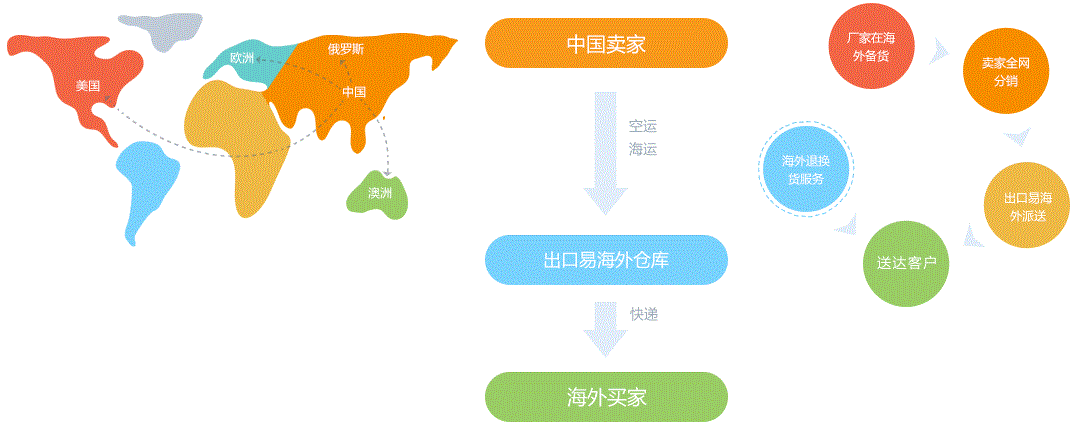 欧洲
俄罗斯
美国
中国
澳洲
中国卖家
空运
海运
出口易海外仓库
快递
海外买家
厂家在海
外备货
卖家全网
分销
出口易海
外派送
送达客户
海外退换
货服务